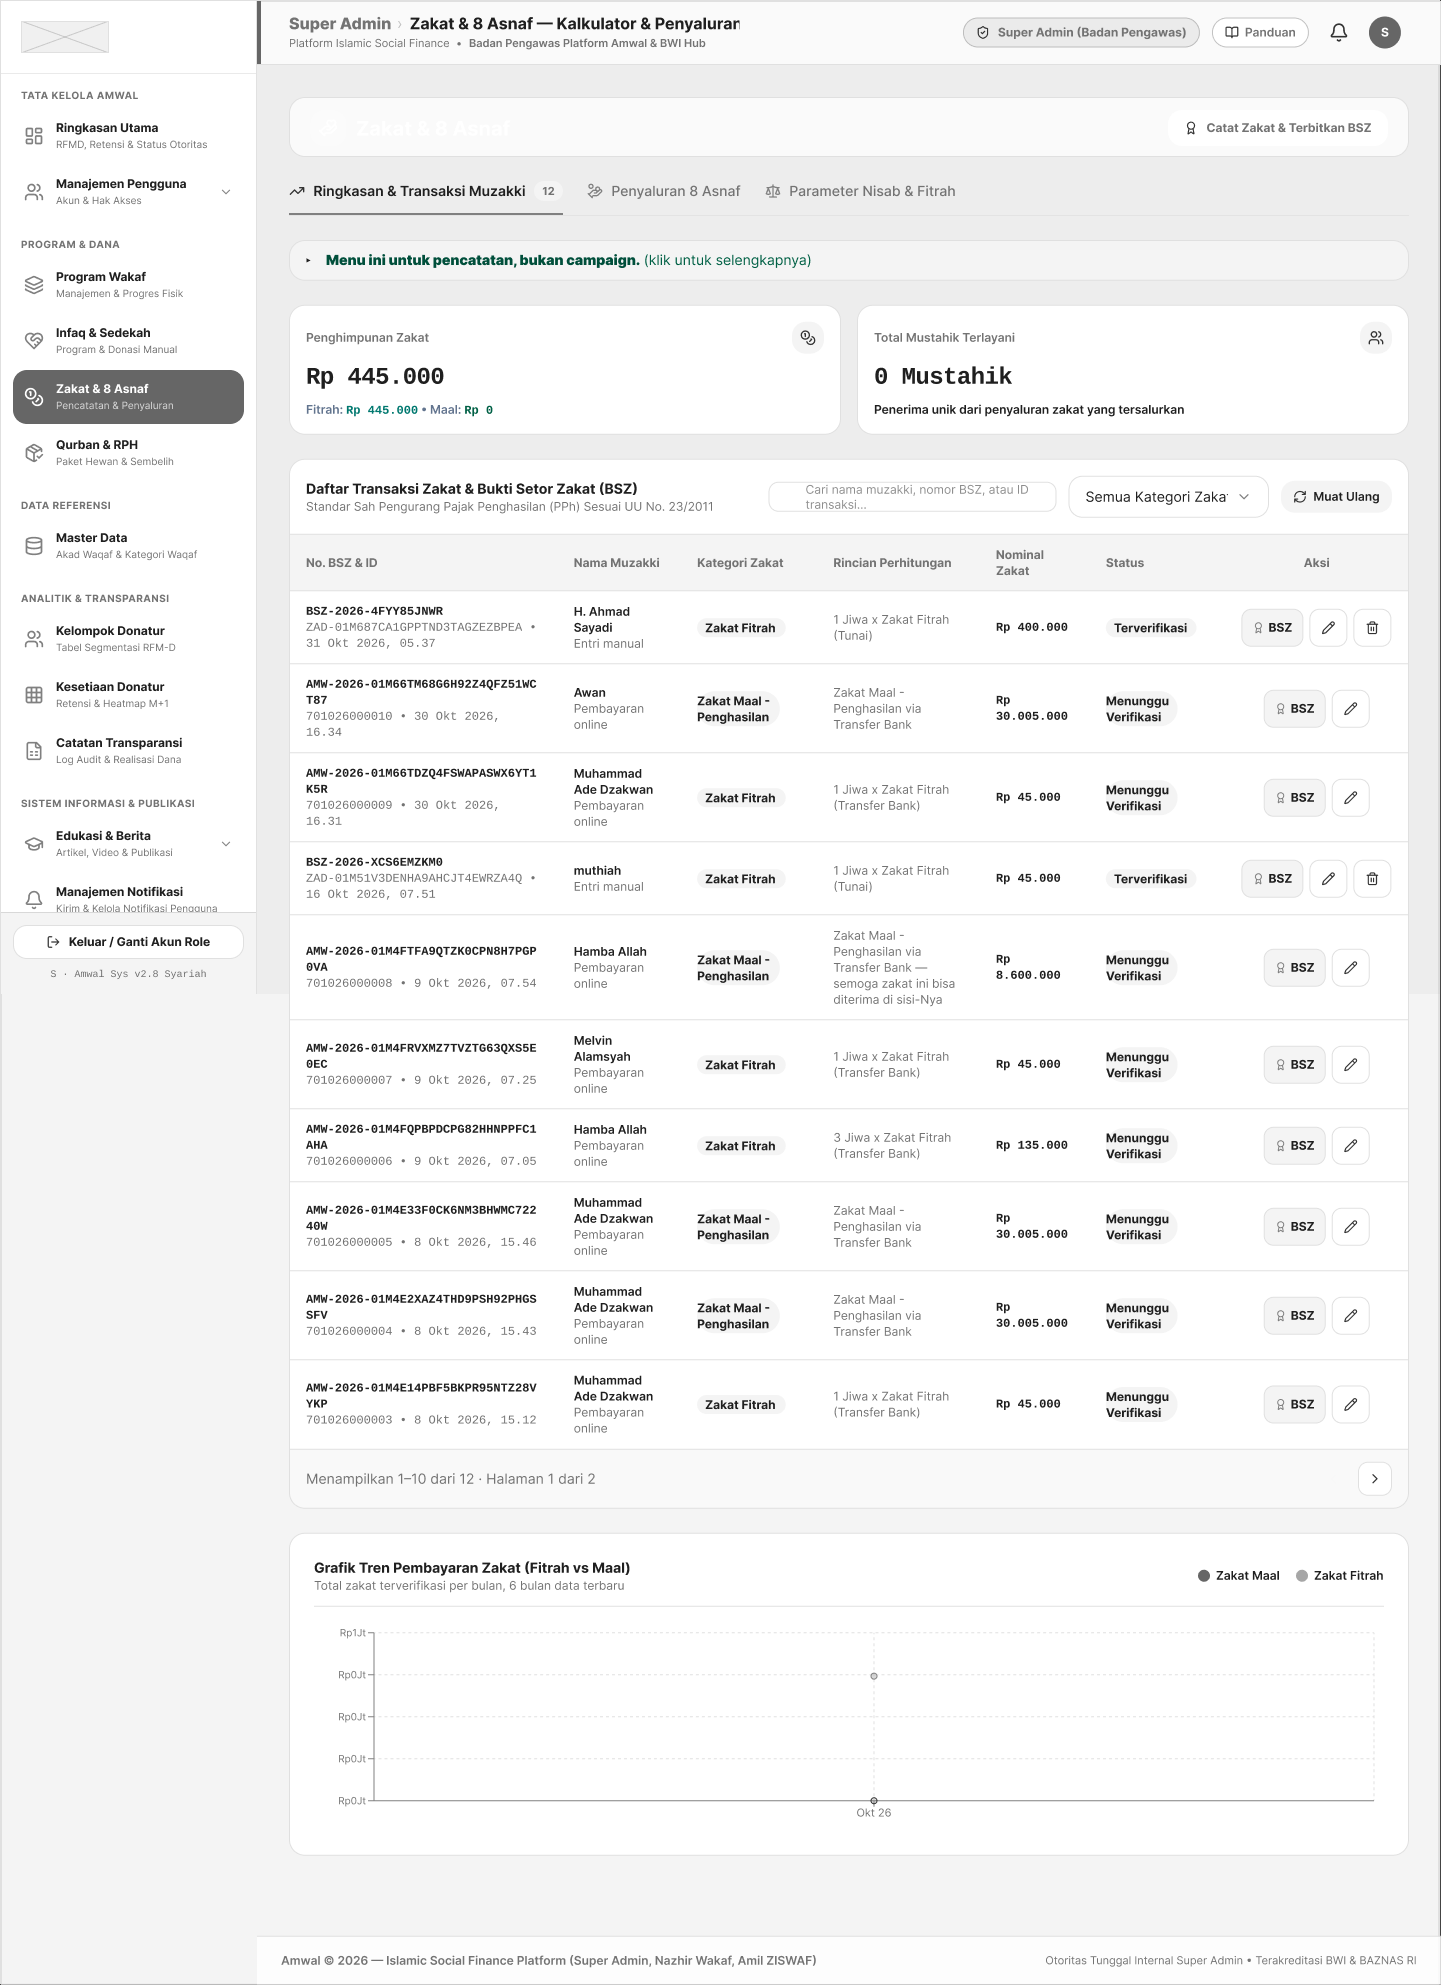 TATA KELOLA AMWAL
Ringkasan Utama
RFMD, Retensi & Status Otoritas
Manajemen Pengguna
Akun & Hak Akses
PROGRAM & DANA
Program Wakaf
Manajemen & Progres Fisik
Infaq & Sedekah
Program & Donasi Manual
Zakat & 8 Asnaf
Pencatatan & Penyaluran
Qurban & RPH
Paket Hewan & Sembelih
DATA REFERENSI
Master Data
Akad Waqaf & Kategori Waqaf
ANALITIK & TRANSPARANSI
Kelompok Donatur
Tabel Segmentasi RFM-D
Kesetiaan Donatur
Retensi & Heatmap M+1
Catatan Transparansi
Log Audit & Realisasi Dana
SISTEM INFORMASI & PUBLIKASI
Edukasi & Berita
Artikel, Video & Publikasi
Manajemen Notifikasi
Kirim & Kelola Notifikasi Pengguna
Keluar / Ganti Akun Role
S · Amwal Sys v2.8 Syariah
Super Admin › Zakat & 8 Asnaf — Kalkulator & Penyaluran
Platform Islamic Social Finance • Badan Pengawas Platform Amwal & BWI Hub
Super Admin (Badan Pengawas)
Panduan
S
Zakat & 8 Asnaf
Catat Zakat & Terbitkan BSZ
Ringkasan & Transaksi Muzakki 12
Penyaluran 8 Asnaf
Parameter Nisab & Fitrah
Menu ini untuk pencatatan, bukan campaign. (klik untuk selengkapnya)
Penghimpunan Zakat
Rp 445.000
Fitrah: Rp 445.000 • Maal: Rp 0
Total Mustahik Terlayani
0 Mustahik
Penerima unik dari penyaluran zakat yang tersalurkan
Daftar Transaksi Zakat & Bukti Setor Zakat (BSZ)
Standar Sah Pengurang Pajak Penghasilan (PPh) Sesuai UU No. 23/2011
Cari nama muzakki, nomor BSZ, atau ID
transaksi...
Semua Kategori Zakat
Muat Ulang
No. BSZ & ID
Nama Muzakki
Kategori Zakat
Rincian Perhitungan
Nominal
Zakat
Status
Aksi
BSZ-2026-4FYY85JNWR
ZAD-01M687CA1GPPTND3TAGZEZBPEA •
31 Okt 2026, 05.37
H. Ahmad
Sayadi
Entri manual
Zakat Fitrah
1 Jiwa x Zakat Fitrah
(Tunai)
Rp 400.000
Terverifikasi
BSZ
AMW-2026-01M66TM68G6H92Z4QFZ51WC
T87
701026000010 • 30 Okt 2026,
16.34
Awan
Pembayaran
online
Zakat Maal -
Penghasilan
Zakat Maal -
Penghasilan via
Transfer Bank
Rp
30.005.000
Menunggu
Verifikasi
BSZ
AMW-2026-01M66TDZQ4FSWAPASWX6YT1
K5R
701026000009 • 30 Okt 2026,
16.31
Muhammad
Ade Dzakwan
Pembayaran
online
Zakat Fitrah
1 Jiwa x Zakat Fitrah
(Transfer Bank)
Rp 45.000
Menunggu
Verifikasi
BSZ
BSZ-2026-XCS6EMZKM0
ZAD-01M51V3DENHA9AHCJT4EWRZA4Q •
16 Okt 2026, 07.51
muthiah
Entri manual
Zakat Fitrah
1 Jiwa x Zakat Fitrah
(Tunai)
Rp 45.000
Terverifikasi
BSZ
AMW-2026-01M4FTFA9QTZK0CPN8H7PGP
0VA
701026000008 • 9 Okt 2026, 07.54
Hamba Allah
Pembayaran
online
Zakat Maal -
Penghasilan
Zakat Maal -
Penghasilan via
Transfer Bank —
semoga zakat ini bisa
diterima di sisi-Nya
Rp
8.600.000
Menunggu
Verifikasi
BSZ
AMW-2026-01M4FRVXMZ7TVZTG63QXS5E
0EC
701026000007 • 9 Okt 2026, 07.25
Melvin
Alamsyah
Pembayaran
online
Zakat Fitrah
1 Jiwa x Zakat Fitrah
(Transfer Bank)
Rp 45.000
Menunggu
Verifikasi
BSZ
AMW-2026-01M4FQPBPDCPG82HHNPPFC1
AHA
701026000006 • 9 Okt 2026, 07.05
Hamba Allah
Pembayaran
online
Zakat Fitrah
3 Jiwa x Zakat Fitrah
(Transfer Bank)
Rp 135.000
Menunggu
Verifikasi
BSZ
AMW-2026-01M4E33F0CK6NM3BHWMC722
40W
701026000005 • 8 Okt 2026, 15.46
Muhammad
Ade Dzakwan
Pembayaran
online
Zakat Maal -
Penghasilan
Zakat Maal -
Penghasilan via
Transfer Bank
Rp
30.005.000
Menunggu
Verifikasi
BSZ
AMW-2026-01M4E2XAZ4THD9PSH92PHGS
SFV
701026000004 • 8 Okt 2026, 15.43
Muhammad
Ade Dzakwan
Pembayaran
online
Zakat Maal -
Penghasilan
Zakat Maal -
Penghasilan via
Transfer Bank
Rp
30.005.000
Menunggu
Verifikasi
BSZ
AMW-2026-01M4E14PBF5BKPR95NTZ28V
YKP
701026000003 • 8 Okt 2026, 15.12
Muhammad
Ade Dzakwan
Pembayaran
online
Zakat Fitrah
1 Jiwa x Zakat Fitrah
(Transfer Bank)
Rp 45.000
Menunggu
Verifikasi
BSZ
Menampilkan 1–10 dari 12 · Halaman 1 dari 2
Grafik Tren Pembayaran Zakat (Fitrah vs Maal)
Total zakat terverifikasi per bulan, 6 bulan data terbaru
Zakat Maal
Zakat Fitrah
Rp1Jt
Rp0Jt
Rp0Jt
Rp0Jt
Rp0Jt
Okt 26
Amwal © 2026 — Islamic Social Finance Platform (Super Admin, Nazhir Wakaf, Amil ZISWAF)
Otoritas Tunggal Internal Super Admin • Terakreditasi BWI & BAZNAS RI